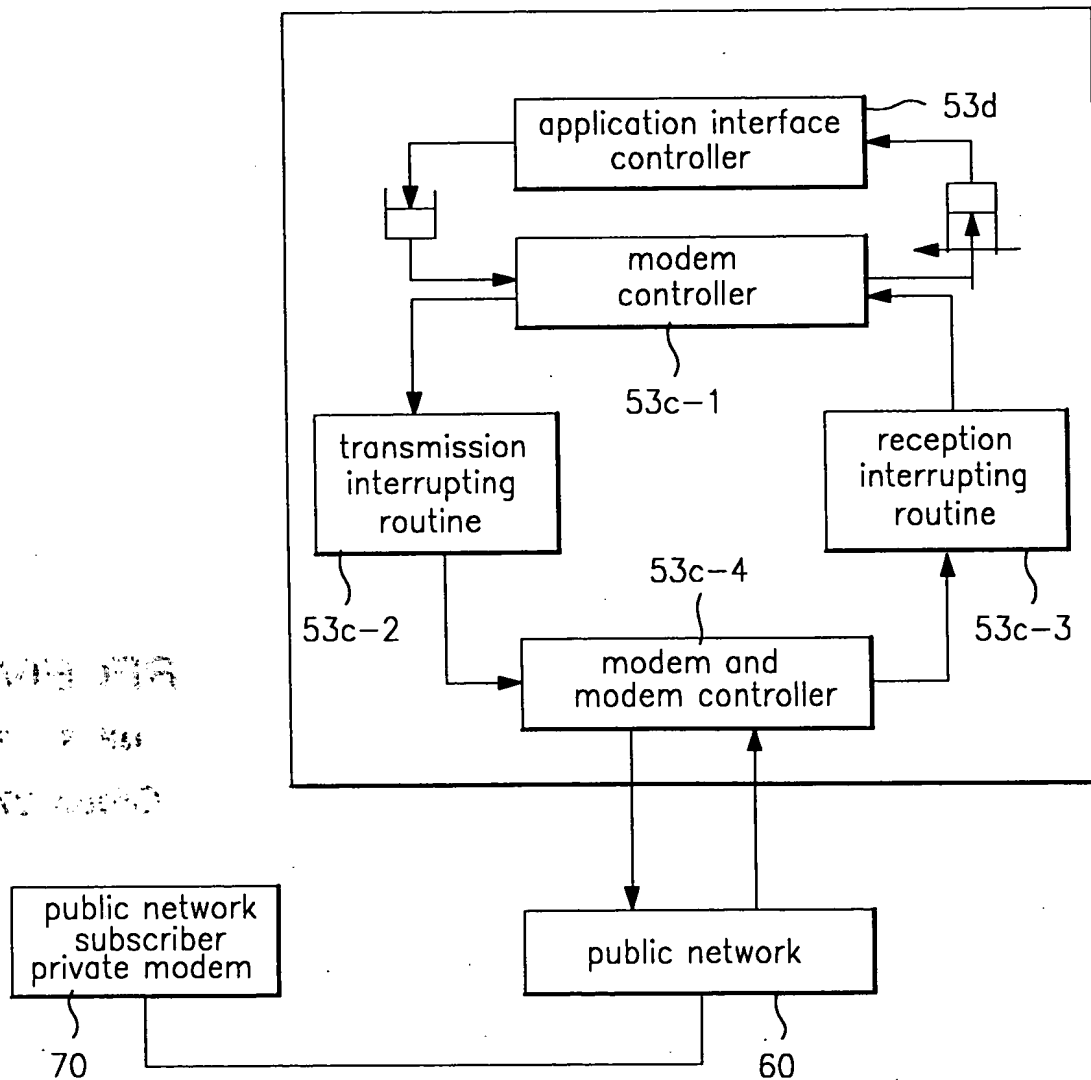 application interface
controller
53d
modem
controller
53c-1
transmission
interrupting
routine
53c-2
reception
interrupting
routine
53c-3
53c-4
modem and
modem controller
public network
subscriber
private modem
70
public network
60